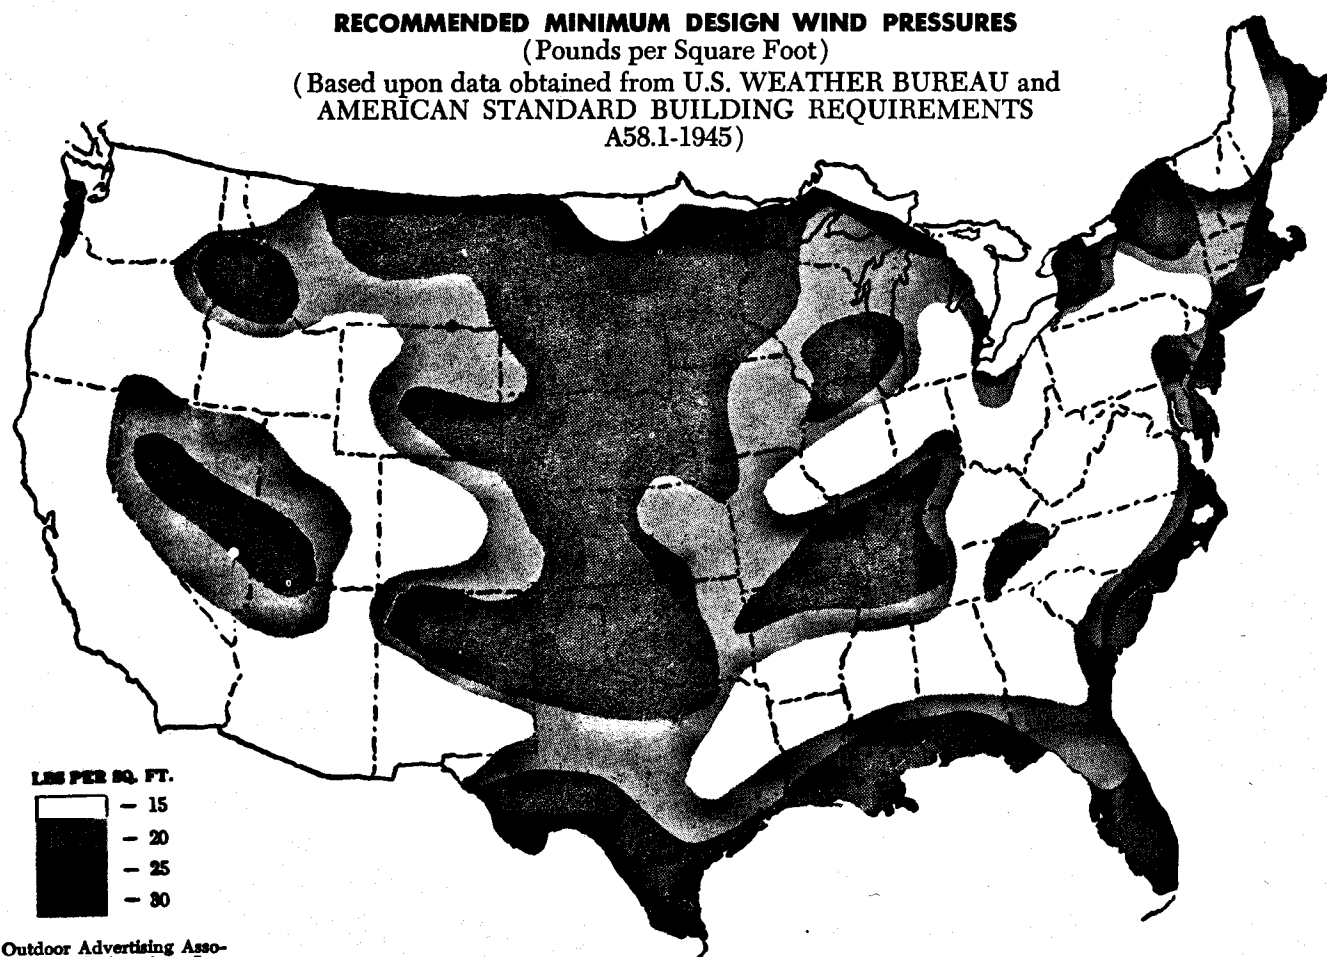 RECOMMENDED MINIMUM DESIGN WIND PRESSURES
(Pounds per Square Foot)
(Based upon data obtained from U.S. WEATHER BUREAU and
AMERICAN STANDARD BUILDING REQUIREMENTS
A58.1-1945)
LBS PER SQ. FT.
— 15
— 20
— 25
— 30
Outdoor Advertising Asso-